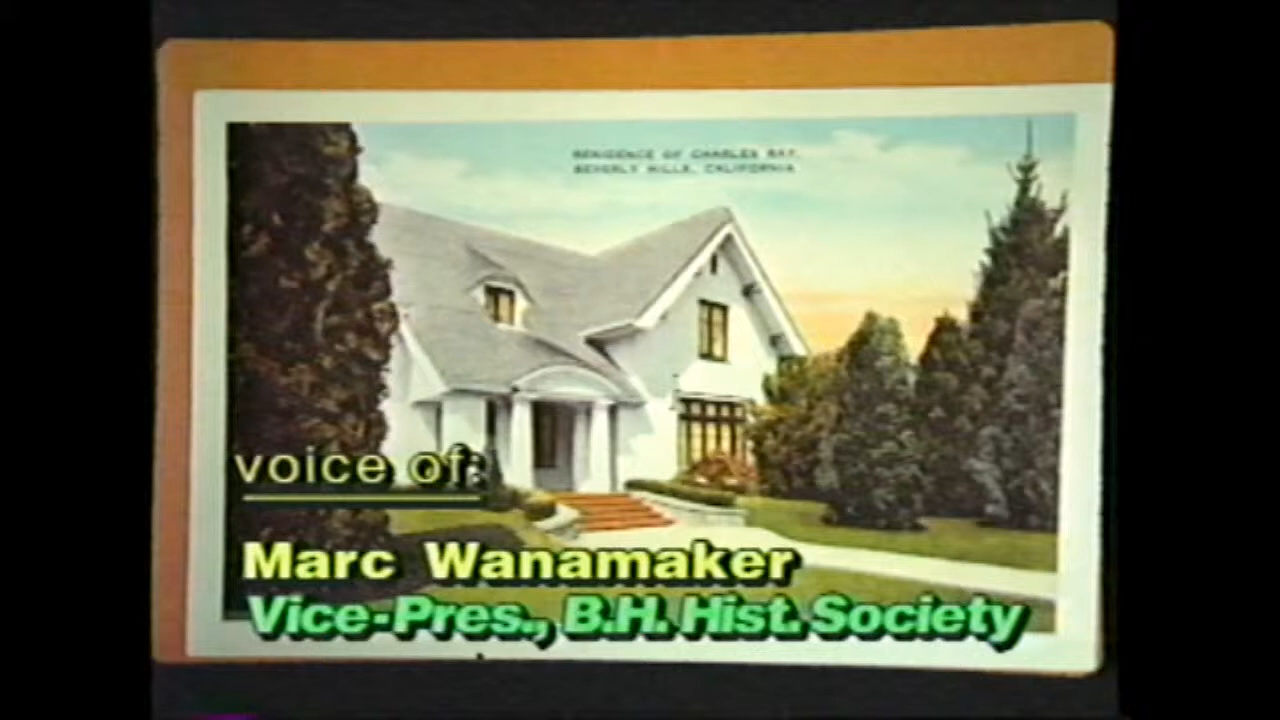 RESIDENCE OF CHARLES RAY,
BEVERLY HILLS, CALIFORNIA
voice of:
Marc Wanamaker
Vice-Pres., B.H. Hist. Society